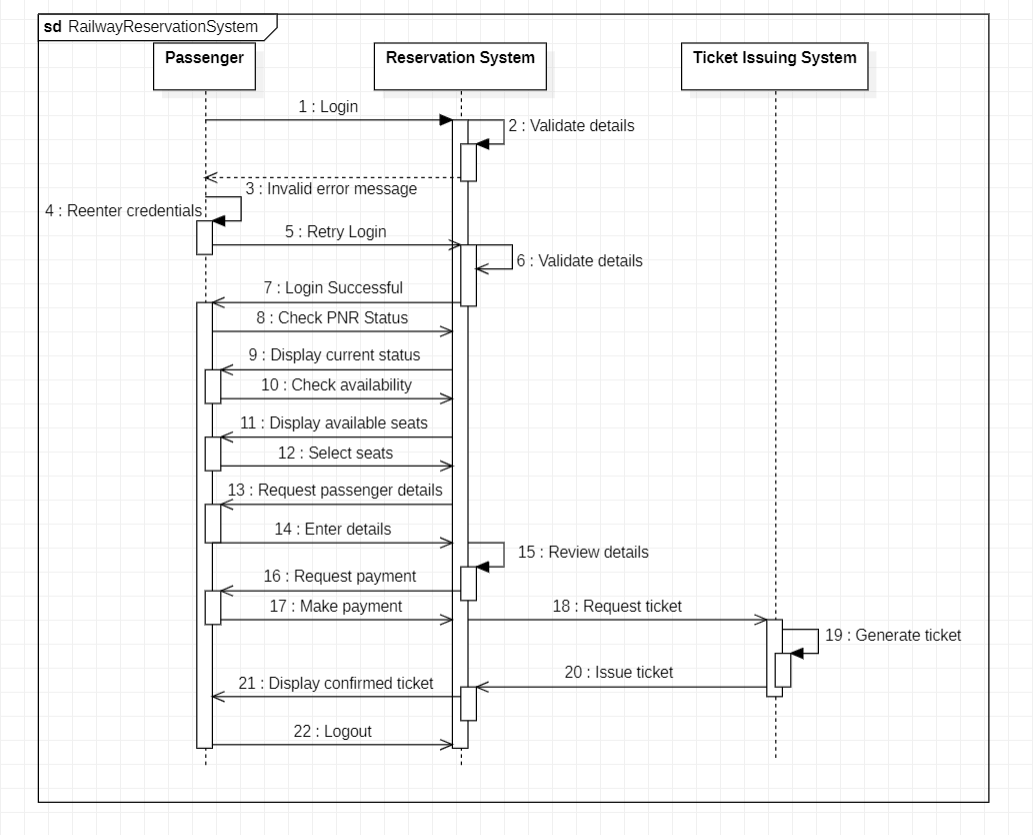 sd RailwayReservationSystem
Passenger
Reservation System
Ticket Issuing System
1 : Login
2 : Validate details
3 : Invalid error message
4 : Reenter credentials
5 : Retry Login
6 : Validate details
7 : Login Successful
8 : Check PNR Status
9 : Display current status
10 : Check availability
11 : Display available seats
12 : Select seats
13 : Request passenger details
14 : Enter details
15 : Review details
16 : Request payment
17 : Make payment
18 : Request ticket
19 : Generate ticket
20 : Issue ticket
21 : Display confirmed ticket
22 : Logout